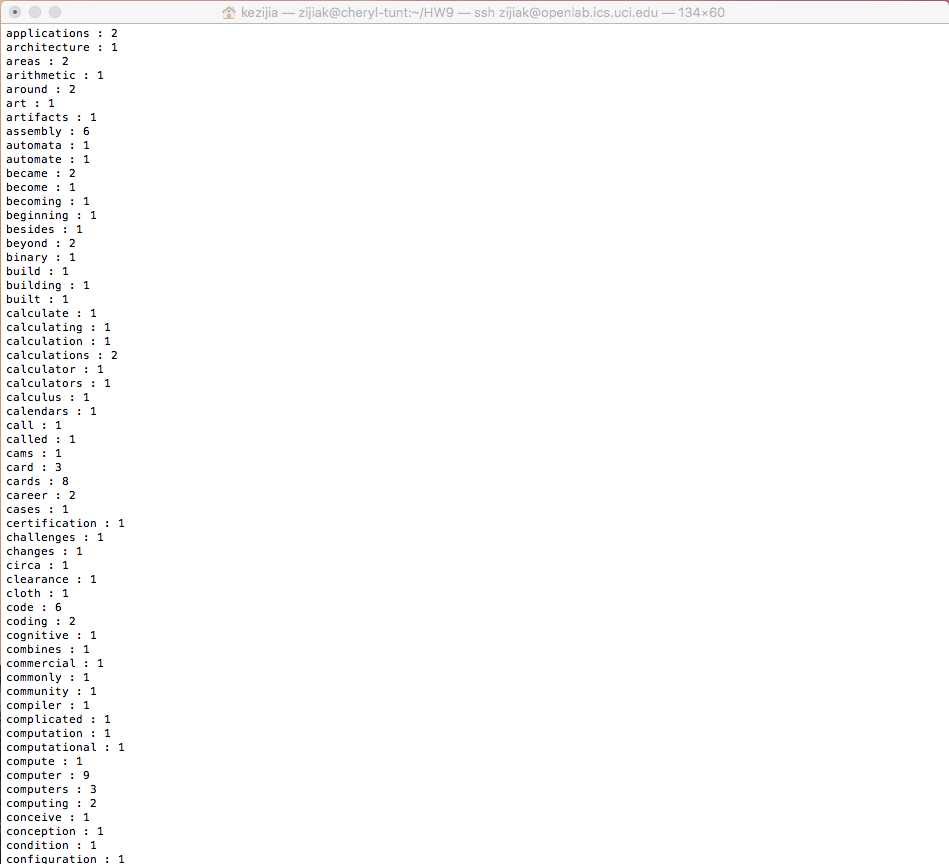 kezijia — zijiak@cheryl-tunt:~/HW9 — ssh zijiak@openlab.ics.uci.edu — 134×60
applications : 2
architecture : 1
areas : 2
arithmetic : 1
around : 2
art : 1
artifacts : 1
assembly : 6
automata : 1
automate : 1
became : 2
become : 1
becoming : 1
beginning : 1
besides : 1
beyond : 2
binary : 1
build : 1
building : 1
built : 1
calculate : 1
calculating : 1
calculation : 1
calculations : 2
calculator : 1
calculators : 1
calculus : 1
calendars : 1
call : 1
called : 1
cams : 1
card : 3
cards : 8
career : 2
cases : 1
certification : 1
challenges : 1
changes : 1
circa : 1
clearance : 1
cloth : 1
code : 6
coding : 2
cognitive : 1
combines : 1
commercial : 1
commonly : 1
community : 1
compiler : 1
complicated : 1
computation : 1
computational : 1
compute : 1
computer : 9
computers : 3
computing : 2
conceive : 1
conception : 1
condition : 1
configuration : 1